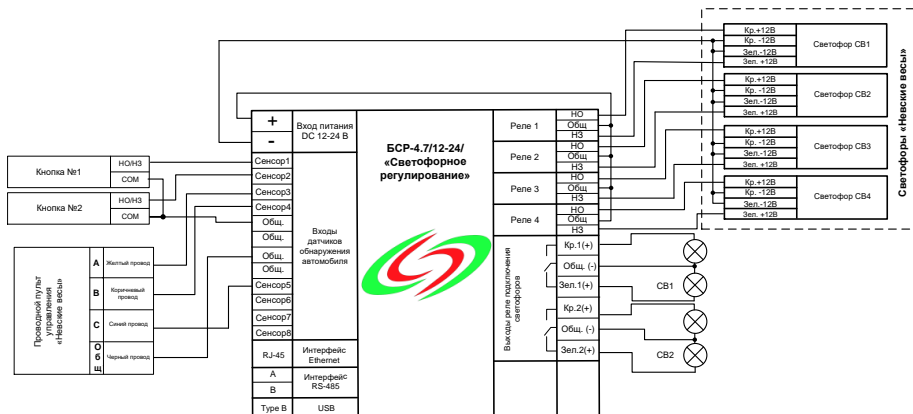 Кнопка №1
НО/НЗ
COM
Кнопка №2
НО/НЗ
COM
Проводной пульт
управления
«Невские весы»
A
Желтый провод
B
Коричневый
провод
C
Синий провод
О
б
щ
Черный провод
+
-
Вход питания
DC 12-24 В
Сенсор1
Сенсор2
Сенсор3
Сенсор4
Общ.
Общ.
Общ.
Общ.
Сенсор5
Сенсор6
Сенсор7
Сенсор8
Входы
датчиков
обнаружения
автомобиля
RJ-45
Интерфейс
Ethernet
A
B
Интерфейс
RS-485
Type B
USB
БСР-4.7/12-24/
«Светофорное
регулирование»
Реле 1
НО
Общ
НЗ
Реле 2
НО
Общ
НЗ
Реле 3
НО
Общ
НЗ
Реле 4
НО
Общ
НЗ
Выходы реле подключения
светофоров
Кр.1(+)
Общ. (-)
Зел.1(+)
Кр.2(+)
Общ. (-)
Зел.2(+)
СВ1
СВ2
Кр.+12В
Кр. -12В
Зел.-12В
Зел. +12В
Светофор СВ1
Кр.+12В
Кр. -12В
Зел.-12В
Зел. +12В
Светофор СВ2
Кр.+12В
Кр. -12В
Зел.-12В
Зел. +12В
Светофор СВ3
Кр.+12В
Кр. -12В
Зел.-12В
Зел. +12В
Светофор СВ4
Светофоры «Невские весы»